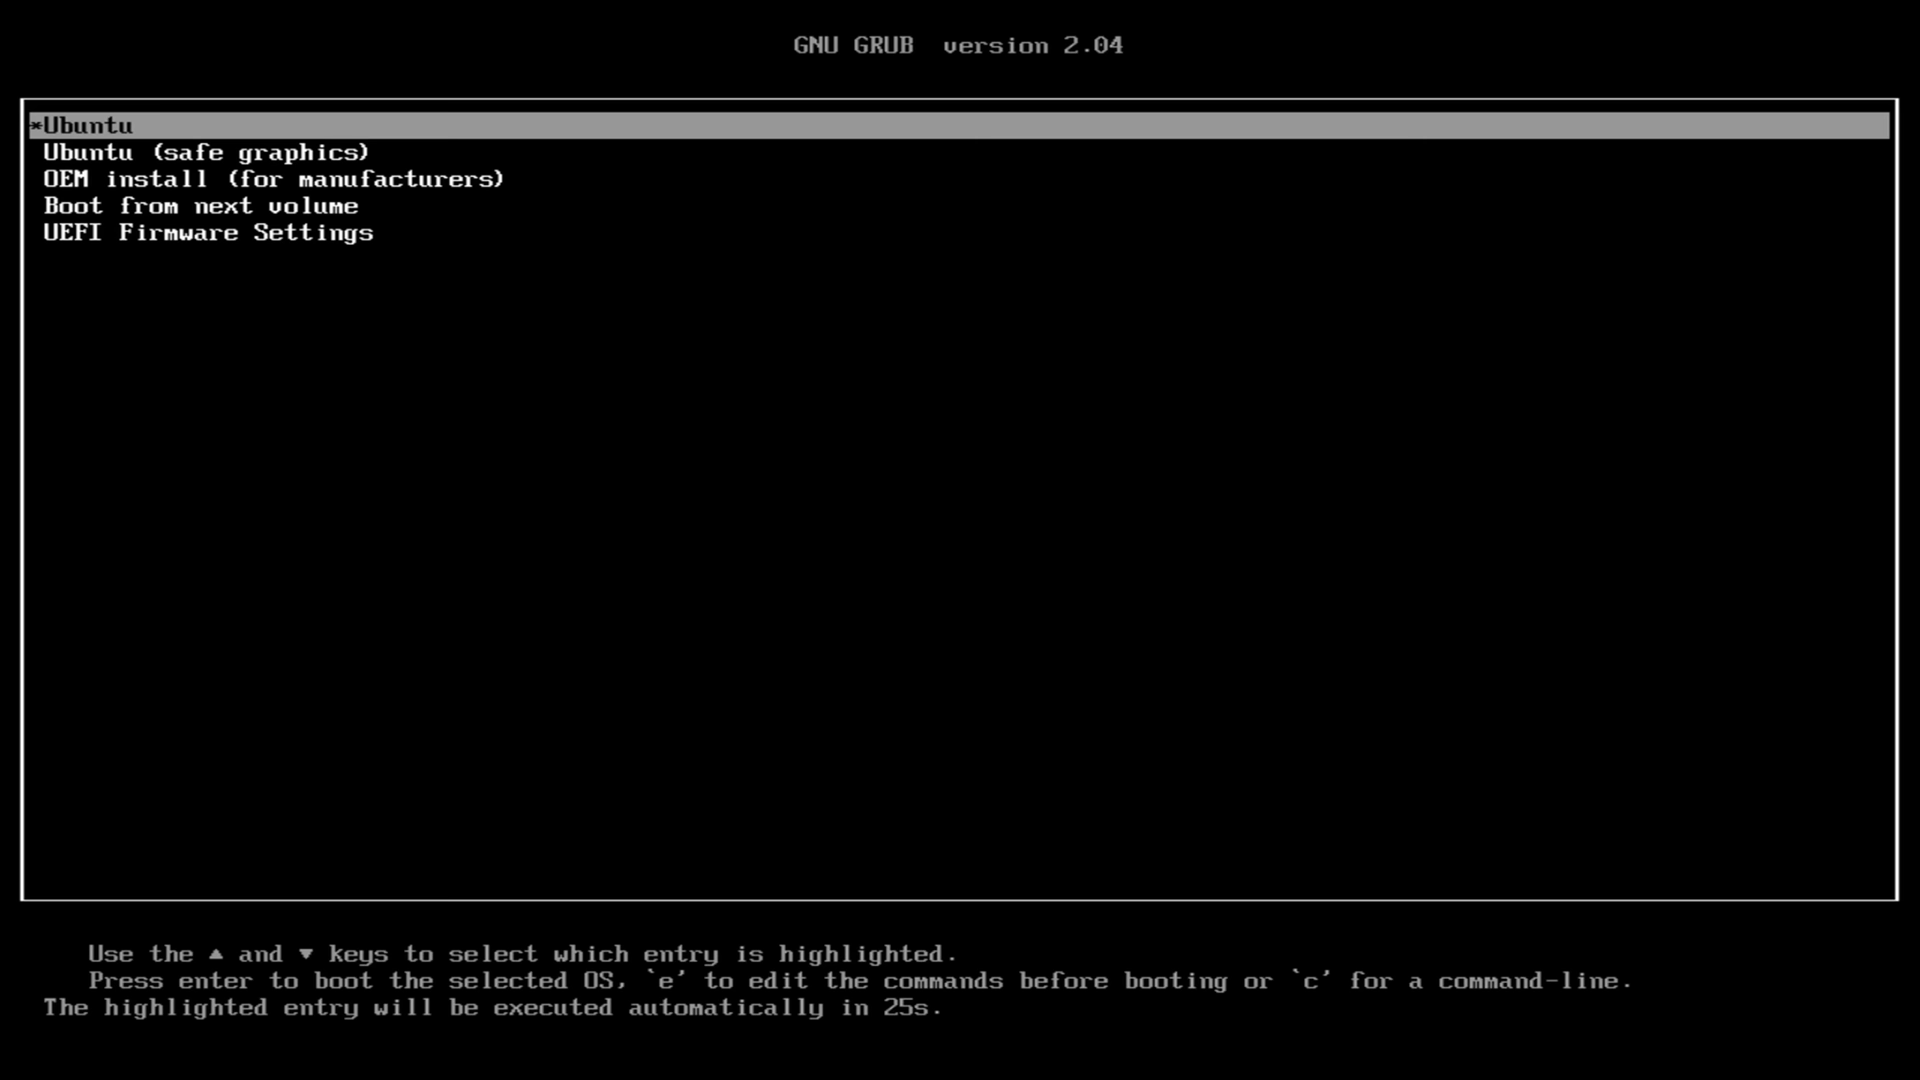 GNU GRUB  version 2.04
*Ubuntu
Ubuntu (safe graphics)
OEM install (for manufacturers)
Boot from next volume
UEFI Firmware Settings
Use the ▲ and ▼ keys to select which entry is highlighted.
Press enter to boot the selected OS, `e' to edit the commands before booting or `c' for a command-line.
The highlighted entry will be executed automatically in 25s.